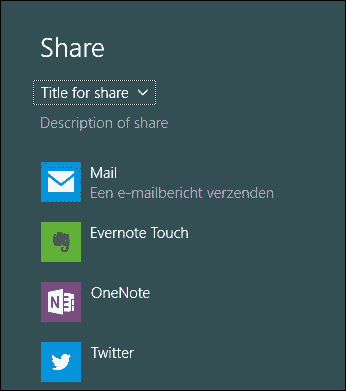 Share
Title for share
Description of share
Mail
Een e-mailbericht verzenden
Evernote Touch
N
OneNote
Twitter